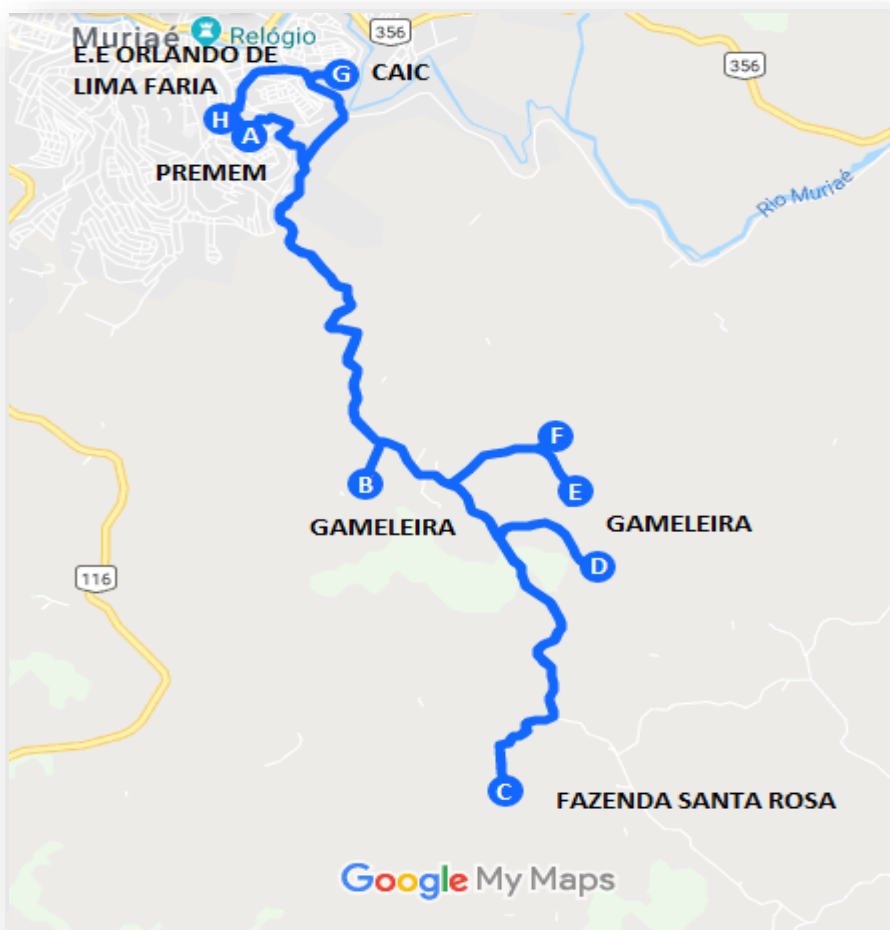 Muriaé
Relógio
356
356
E.E ORLANDO DE
LIMA FARIA
G
CAIC
H
A
PREMEM
Rio Muriaé
F
B
E
GAMELEIRA
GAMELEIRA
D
116
C
FAZENDA SANTA ROSA
Google My Maps